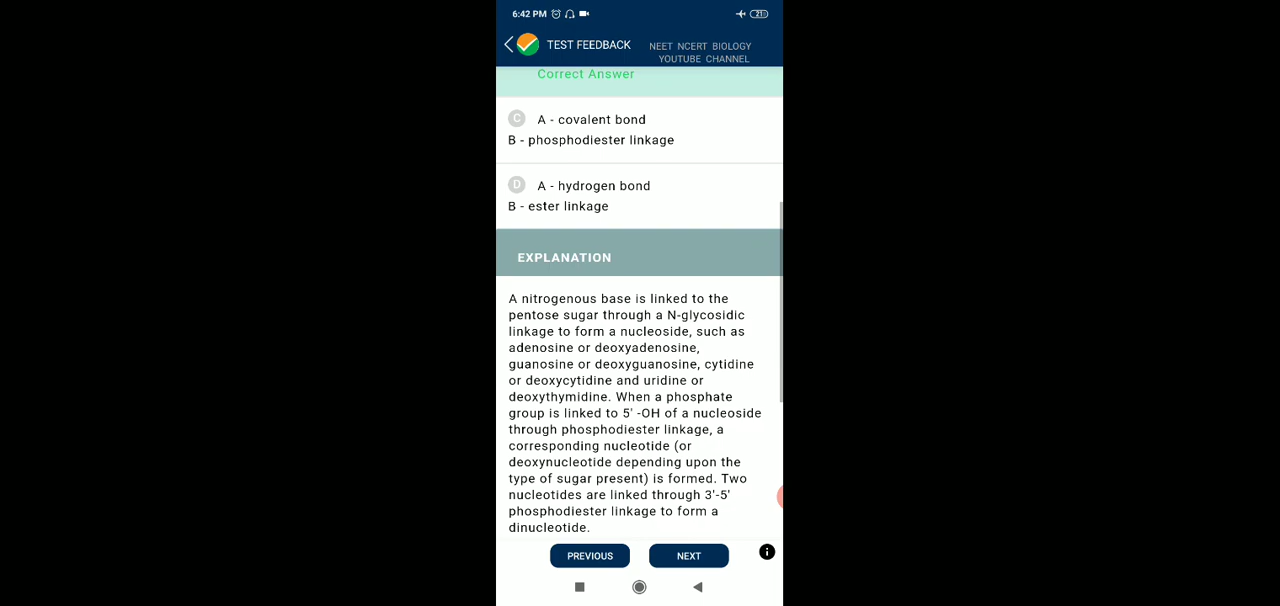 6:42 PM 21
TEST FEEDBACK NEET NCERT BIOLOGY
YOUTUBE CHANNEL
Correct Answer
C A - covalent bond
B - phosphodiester linkage
D A - hydrogen bond
B - ester linkage
EXPLANATION
A nitrogenous base is linked to the
pentose sugar through a N-glycosidic
linkage to form a nucleoside, such as
adenosine or deoxyadenosine,
guanosine or deoxyguanosine, cytidine
or deoxycytidine and uridine or
deoxythymidine. When a phosphate
group is linked to 5' -OH of a nucleoside
through phosphodiester linkage, a
corresponding nucleotide (or
deoxynucleotide depending upon the
type of sugar present) is formed. Two
nucleotides are linked through 3'-5'
phosphodiester linkage to form a
dinucleotide.
PREVIOUS NEXT i